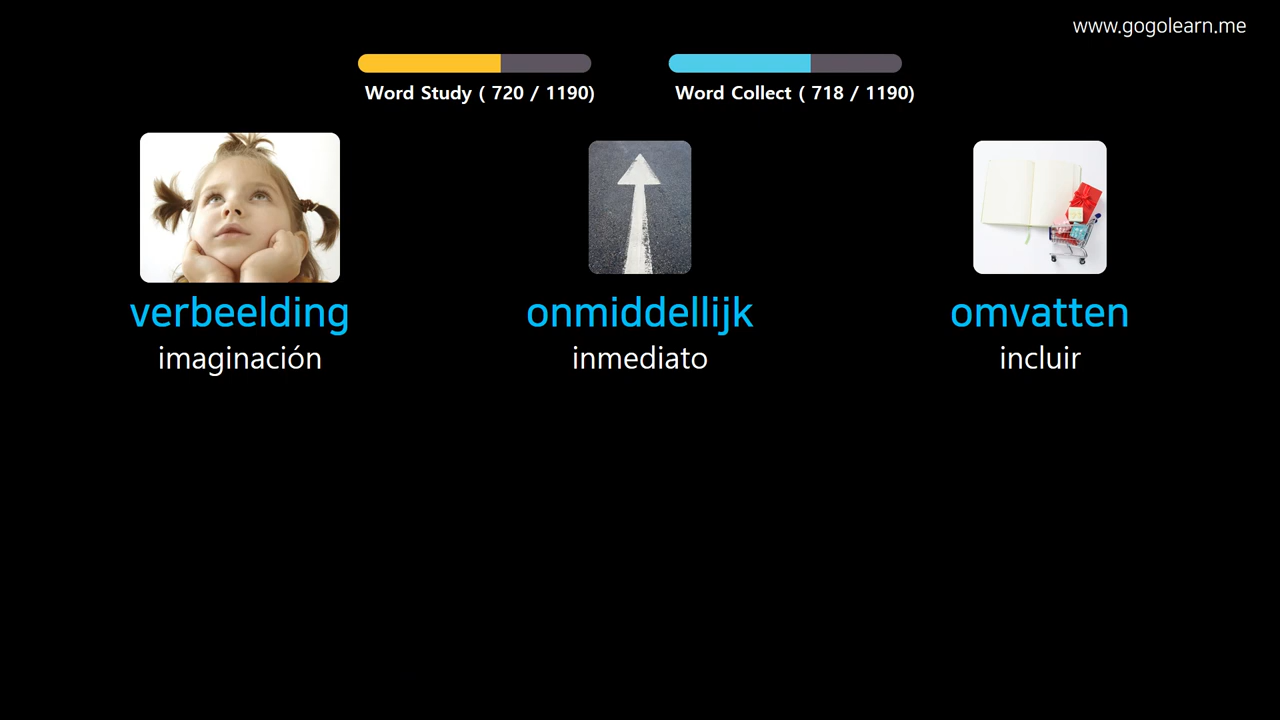 www.gogolearn.me
Word Study ( 720 / 1190)
Word Collect ( 718 / 1190)
verbeelding
imaginación
onmiddellijk
inmediato
omvatten
incluir